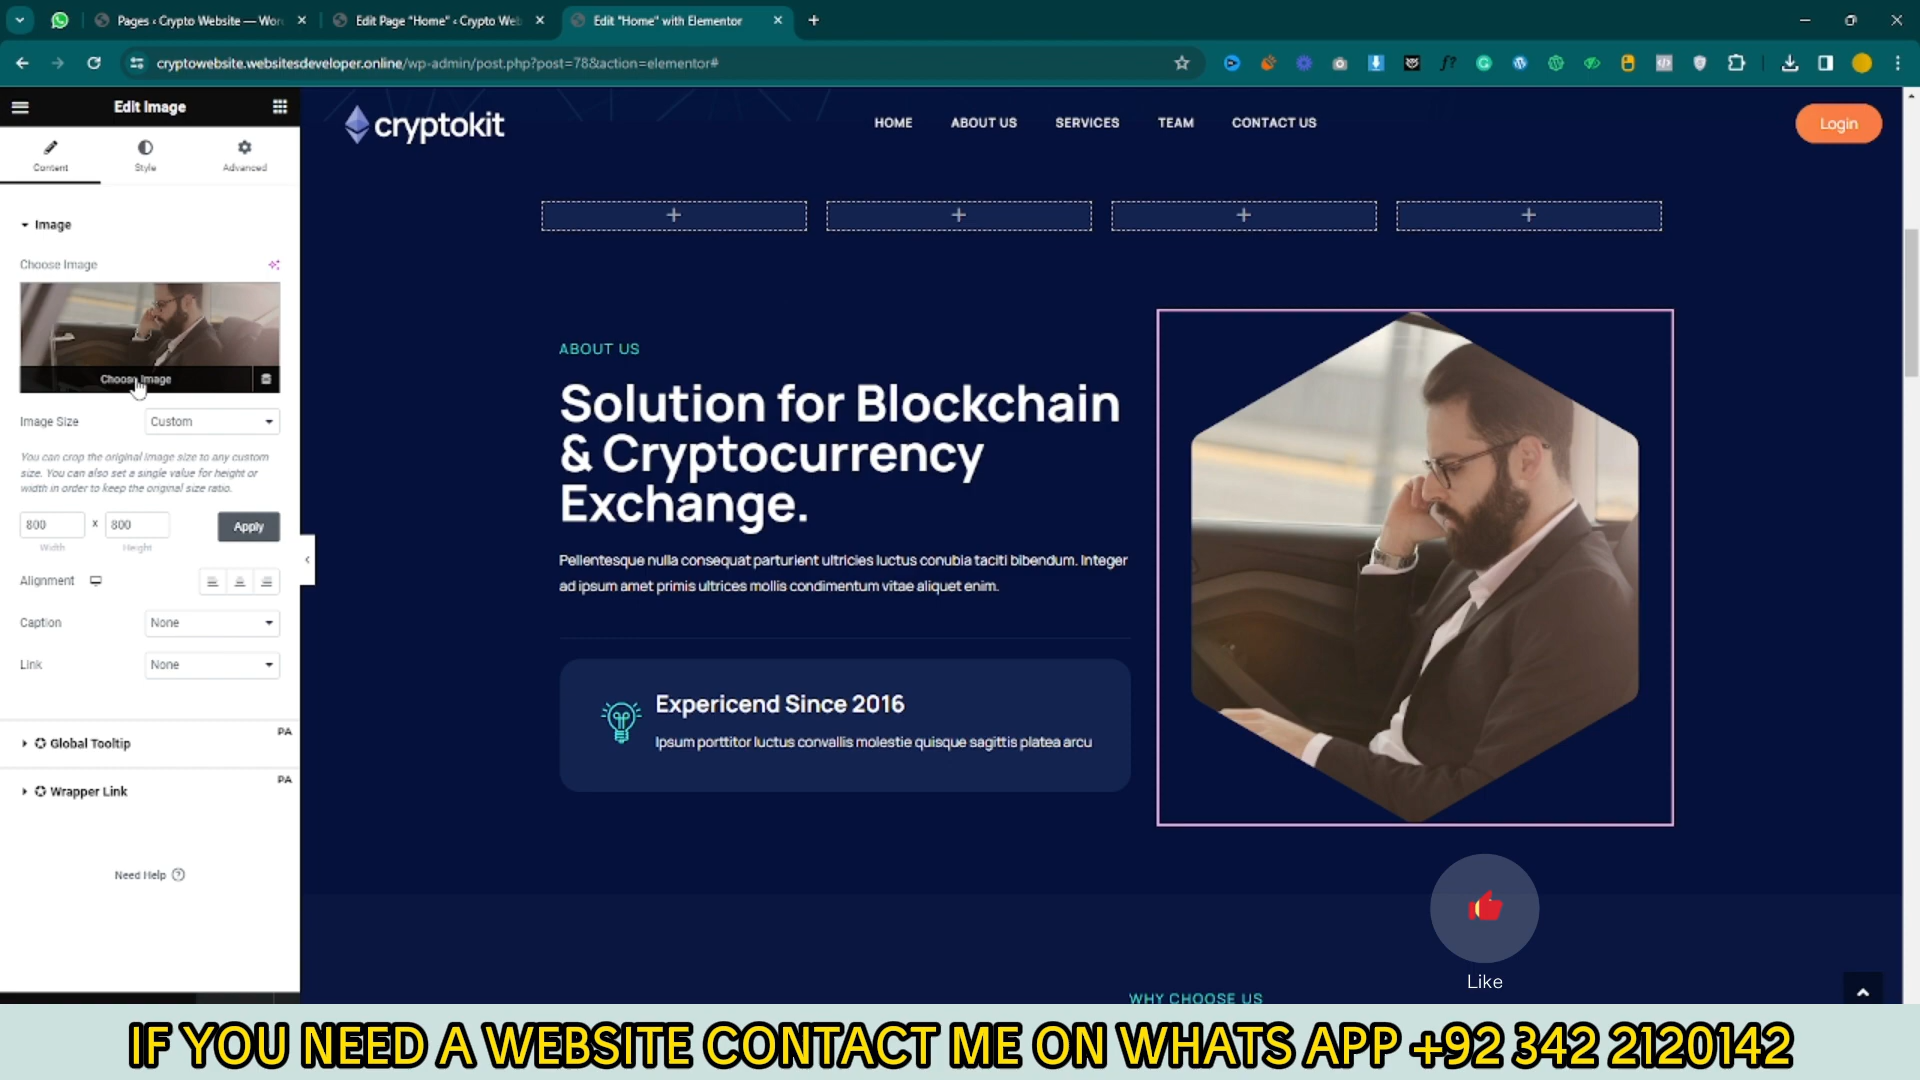 Pages ‹ Crypto Website — Wor
Edit Page "Home" ‹ Crypto Web
Edit "Home" with Elementor
cryptowebsite.websitesdeveloper.online/wp-admin/post.php?post=78&action=elementor#
Edit Image
Content
Style
Advanced
Image
Choose Image
Choose Image
Image Size
Custom
You can crop the original image size to any custom
size. You can also set a single value for height or
width in order to keep the original size ratio.
800 x 800
Apply
Width
Height
Alignment
Caption
None
Link
None
PA
Global Tooltip
PA
Wrapper Link
Need Help
cryptokit
HOME
ABOUT US
SERVICES
TEAM
CONTACT US
Login
ABOUT US
Solution for Blockchain
& Cryptocurrency
Exchange.
Pellentesque nulla consequat parturient ultricies luctus conubia taciti bibendum. Integer
ad ipsum amet primis ultrices mollis condimentum vitae aliquet enim.
Expericend Since 2016
Ipsum porttitor luctus convallis molestie quisque sagittis platea arcu
Like
WHY CHOOSE US
IF YOU NEED A WEBSITE CONTACT ME ON WHATS APP +92 342 2120142